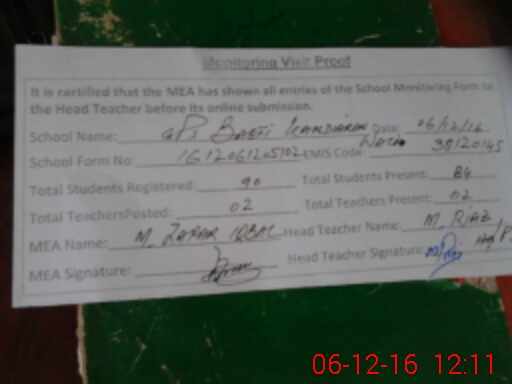 Monitoring Visit Proof
It is certified that the MEA has shown all entries of the School Monitoring Form to
the Head Teacher before its online submission.
School Name: GPS Basti Date: 06/12/16
School Form No: EMIS Code:
Total Students Registered: 90 Total Students Present: 84
Total Teachers Posted: 02 Total Teachers Present: 02
MEA Name: M. Zafar Iqbal Head Teacher Name: M. Riaz
MEA Signature: Head Teacher Signature:
06-12-16 12:11